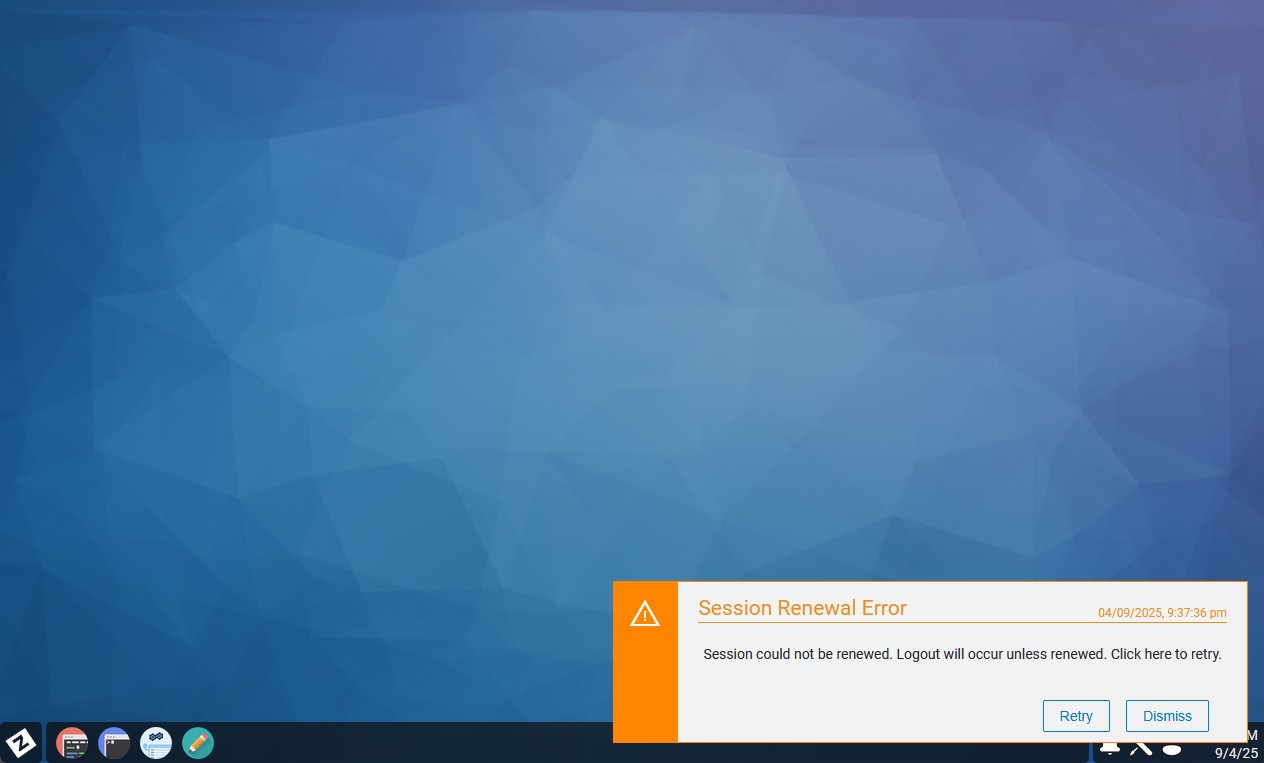 Session Renewal Error
04/09/2025, 9:37:36 pm
Session could not be renewed. Logout will occur unless renewed. Click here to retry.
Retry
Dismiss
M
9/4/25